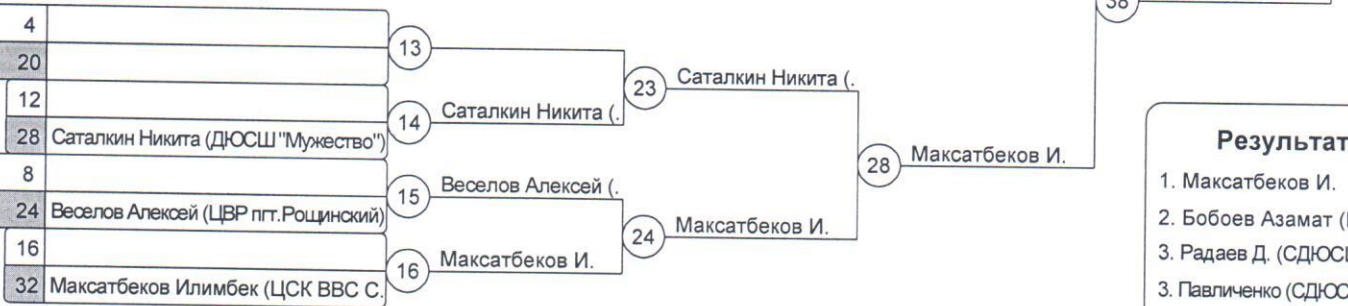 38
4
20
13
12
28 Саталкин Никита (ДЮСШ "Мужество")
14
Саталкин Никита (.
23
Саталкин Никита (.
8
24 Веселов Алексей (ЦВР пгт.Рощинский)
15
Веселов Алексей (.
16
32 Максатбеков Илимбек (ЦСК ВВС С.
16
Максатбеков И.
24
Максатбеков И.
28
Максатбеков И.
Результат
1. Максатбеков И.
2. Бобоев Азамат (
3. Радаев Д. (СДЮСШ
3. Павличенко (СДЮС